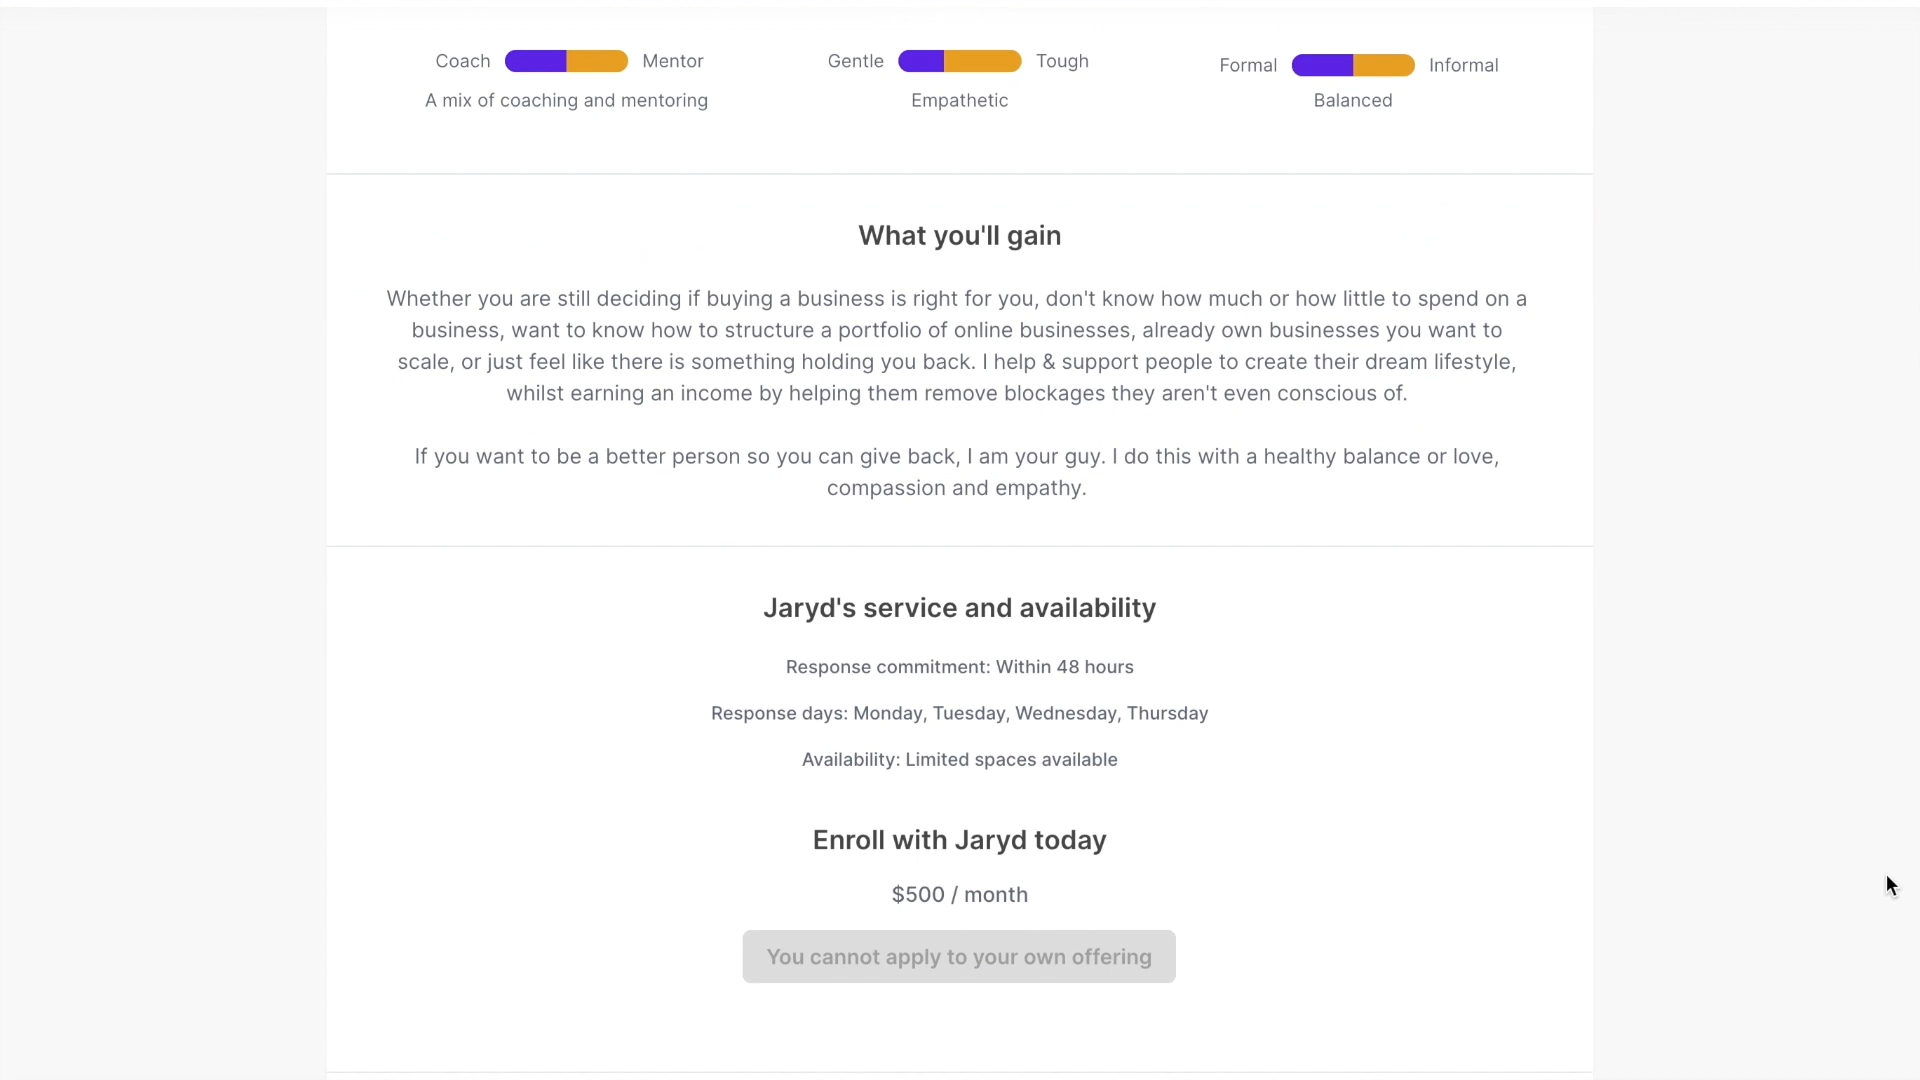 Coach Mentor Gentle Tough Formal Informal
A mix of coaching and mentoring Empathetic Balanced
What you'll gain
Whether you are still deciding if buying a business is right for you, don't know how much or how little to spend on a
business, want to know how to structure a portfolio of online businesses, already own businesses you want to
scale, or just feel like there is something holding you back. I help & support people to create their dream lifestyle,
whilst earning an income by helping them remove blockages they aren't even conscious of.
If you want to be a better person so you can give back, I am your guy. I do this with a healthy balance or love,
compassion and empathy.
Jaryd's service and availability
Response commitment: Within 48 hours
Response days: Monday, Tuesday, Wednesday, Thursday
Availability: Limited spaces available
Enroll with Jaryd today
$500 / month
You cannot apply to your own offering